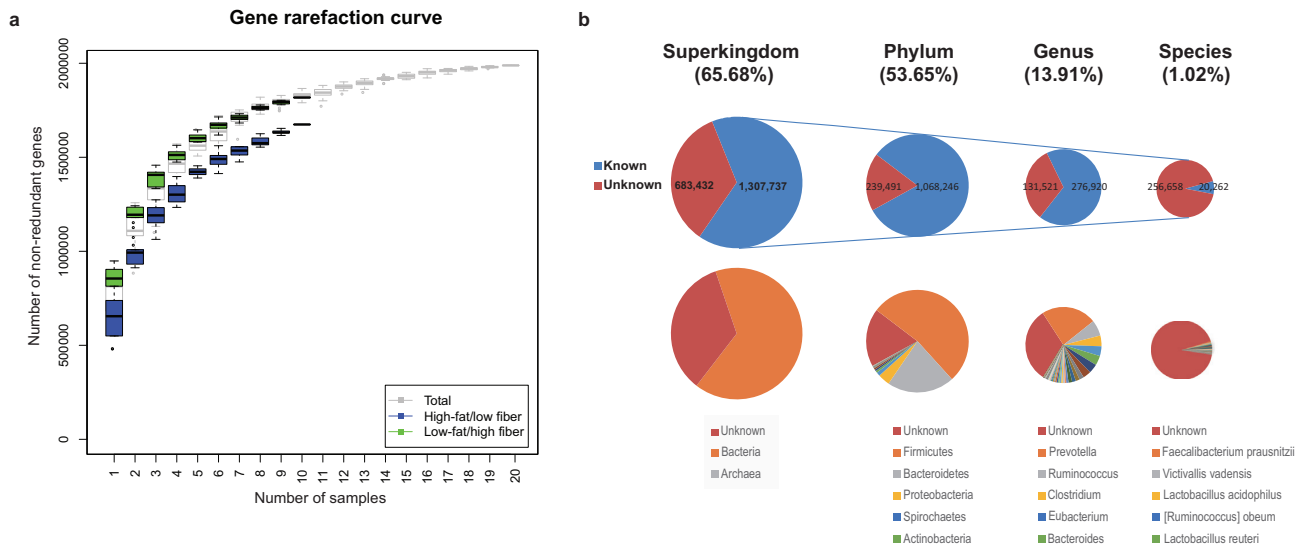 a
Gene rarefaction curve
Number of non-redundant genes
2000000
1500000
1000000
500000
0
Total
High-fat/low fiber
Low-fat/high fiber
1 2 3 4 5 6 7 8 9 10 11 12 13 14 15 16 17 18 19 20
Number of samples
b
Superkingdom
(65.68%)
Phylum
(53.65%)
Genus
(13.91%)
Species
(1.02%)
Known
Unknown
683,432
1,307,737
239,491
1,068,246
131,521
276,920
256,658
20,262
Unknown
Bacteria
Archaea
Unknown
Firmicutes
Bacteroidetes
Proteobacteria
Spirochaetes
Actinobacteria
Unknown
Prevotella
Ruminococcus
Clostridium
Eubacterium
Bacteroides
Unknown
Faecalibacterium prausnitzii
Victivallis vadensis
Lactobacillus acidophilus
[Ruminococcus] obeum
Lactobacillus reuteri